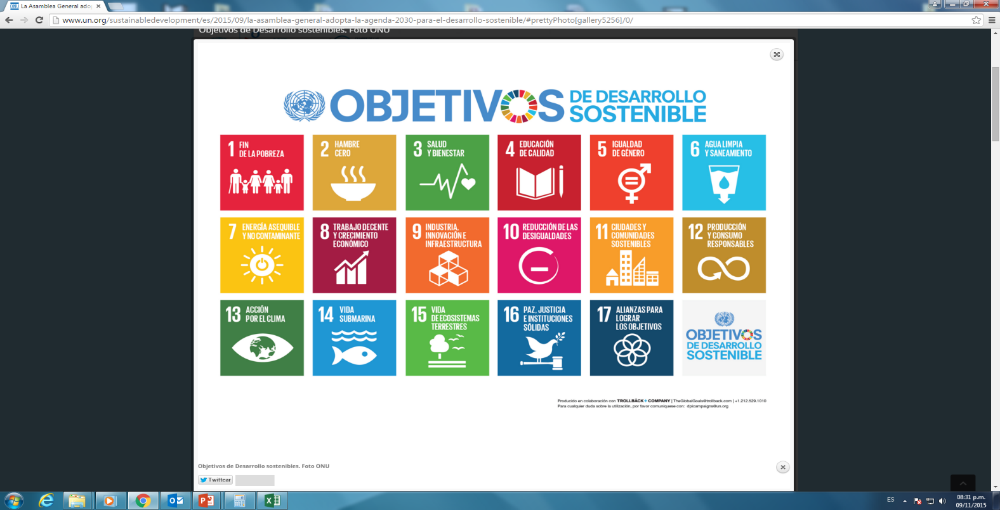 La Asamblea General ado
www.un.org/sustainabledevelopment/es/2015/09/la-asamblea-general-adopta-la-agenda-2030-para-el-desarrollo-sostenible/#prettyPhoto[gallery5256]/0/
Objetivos de Desarrollo sostenibles. Foto ONU
OBJETIVOS DE DESARROLLO
SOSTENIBLE
1 FIN
DE LA POBREZA
2 HAMBRE
CERO
3 SALUD
Y BIENESTAR
4 EDUCACIÓN
DE CALIDAD
5 IGUALDAD
DE GÉNERO
6 AGUA LIMPIA
Y SANEAMIENTO
7 ENERGÍA ASEQUIBLE
Y NO CONTAMINANTE
8 TRABAJO DECENTE
Y CRECIMIENTO
ECONÓMICO
9 INDUSTRIA,
INNOVACIÓN E
INFRAESTRUCTURA
10 REDUCCIÓN DE LAS
DESIGUALDADES
11 CIUDADES Y
COMUNIDADES
SOSTENIBLES
12 PRODUCCIÓN
Y CONSUMO
RESPONSABLES
13 ACCIÓN
POR EL CLIMA
14 VIDA
SUBMARINA
15 VIDA
DE ECOSISTEMAS
TERRESTRES
16 PAZ, JUSTICIA
E INSTITUCIONES
SÓLIDAS
17 ALIANZAS PARA
LOGRAR
LOS OBJETIVOS
OBJETIVOS
DE DESARROLLO
SOSTENIBLE
Producido en colaboración con TROLLBÄCK+COMPANY | TheGlobalGoals@trollback.com | +1.212.529.1010
Para cualquier duda sobre la utilización, por favor comuniquese con: dpicampaigns@un.org
Objetivos de Desarrollo sostenibles. Foto ONU
Twittear
ES
08:31 p.m.
09/11/2015